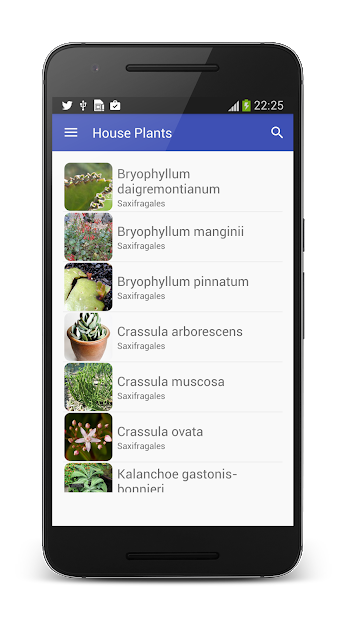 22:25
House Plants
Bryophyllum
daigremontianum
Saxifragales
Bryophyllum manginii
Saxifragales
Bryophyllum pinnatum
Saxifragales
Crassula arborescens
Saxifragales
Crassula muscosa
Saxifragales
Crassula ovata
Saxifragales
Kalanchoe gastonis-
bonnieri